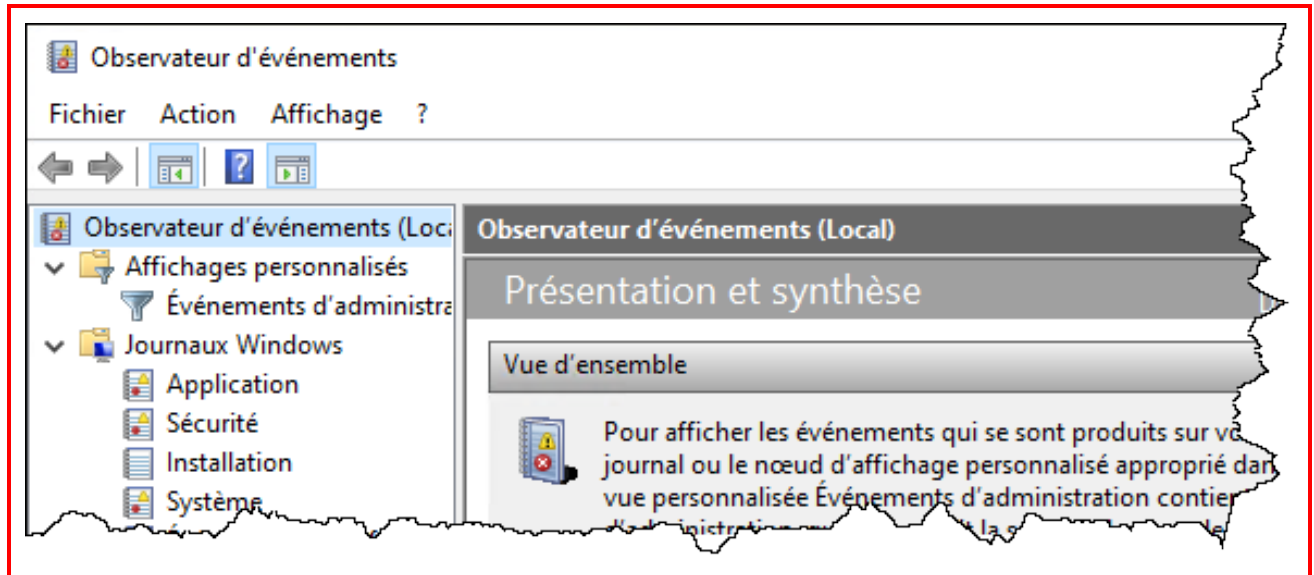 Observateur d'événements
Fichier Action Affichage ?
Observateur d'événements (Loca
Affichages personnalisés
Événements d'administra
Journaux Windows
Application
Sécurité
Installation
Système
Observateur d'événements (Local)
Présentation et synthèse
Vue d'ensemble
Pour afficher les événements qui se sont produits sur
journal ou le nœud d'affichage personnalisé approprié dan
vue personnalisée Événements d'administration contien